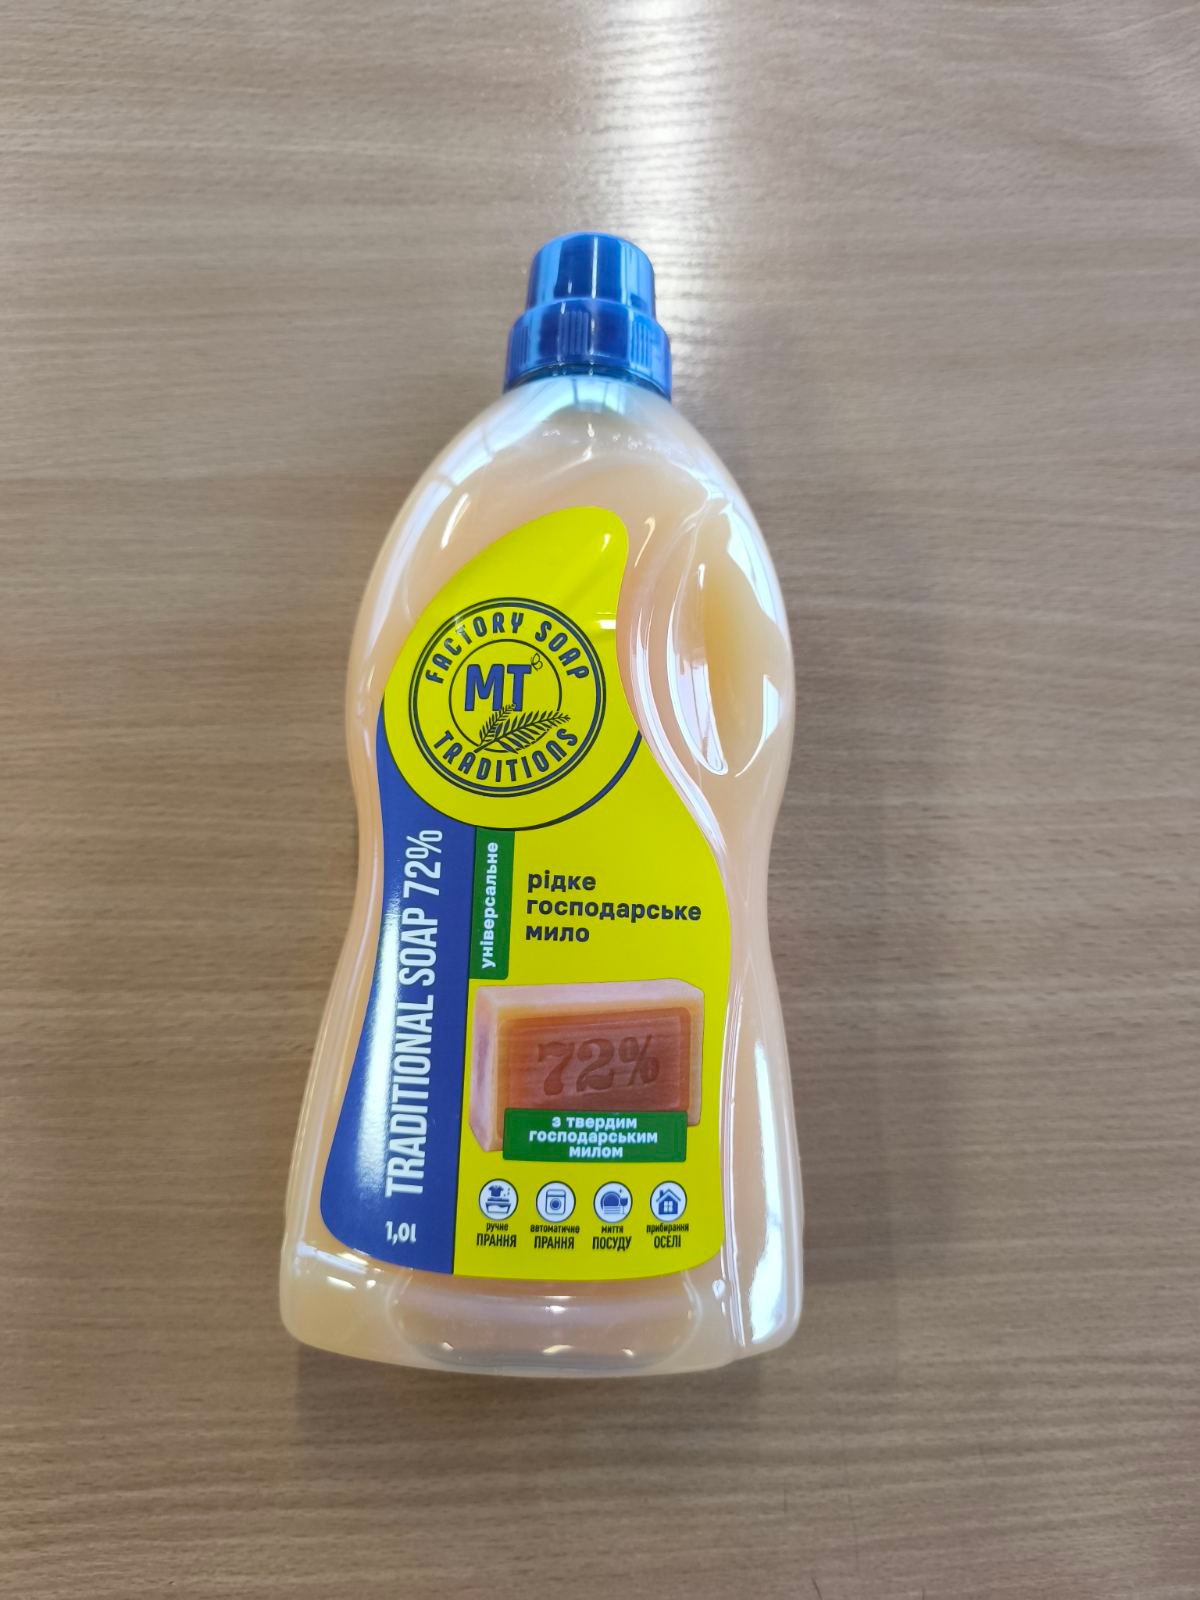 FACTORY SOAP
MT
TRADITIONS
TRADITIONAL SOAP 72%
1,0l
універсальне
рідке
господарське
мило
72%
з твердим
господарським
милом
ручне
ПРАННЯ
автоматичне
ПРАННЯ
миття
ПОСУДУ
прибирання
ОСЕЛІ